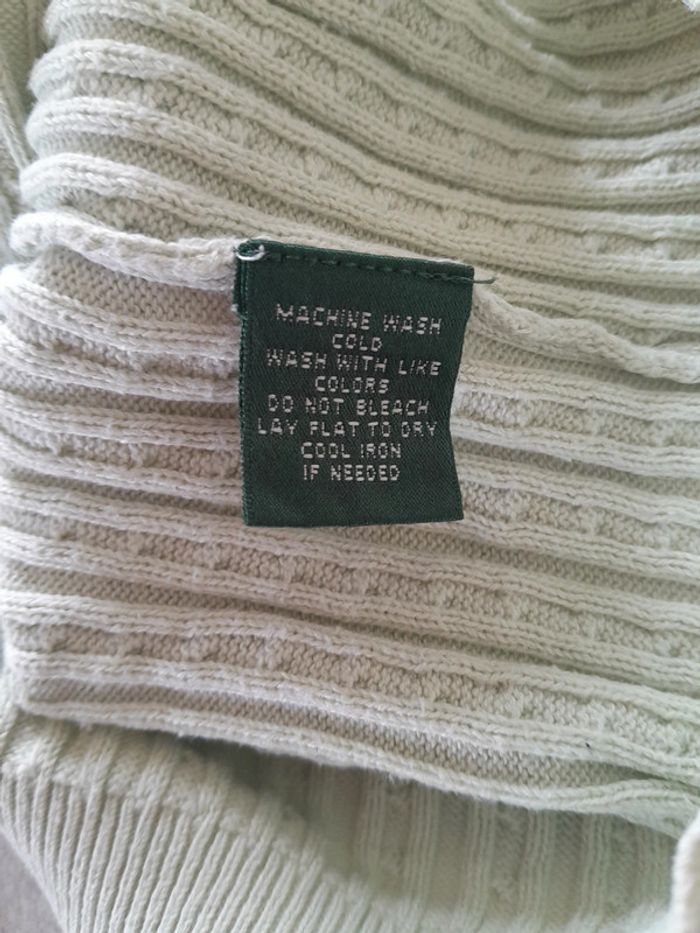 MACHINE WASH
COLD
WASH WITH LIKE
COLORS
DO NOT BLEACH
LAY FLAT TO DRY
COOL IRON
IF NEEDED